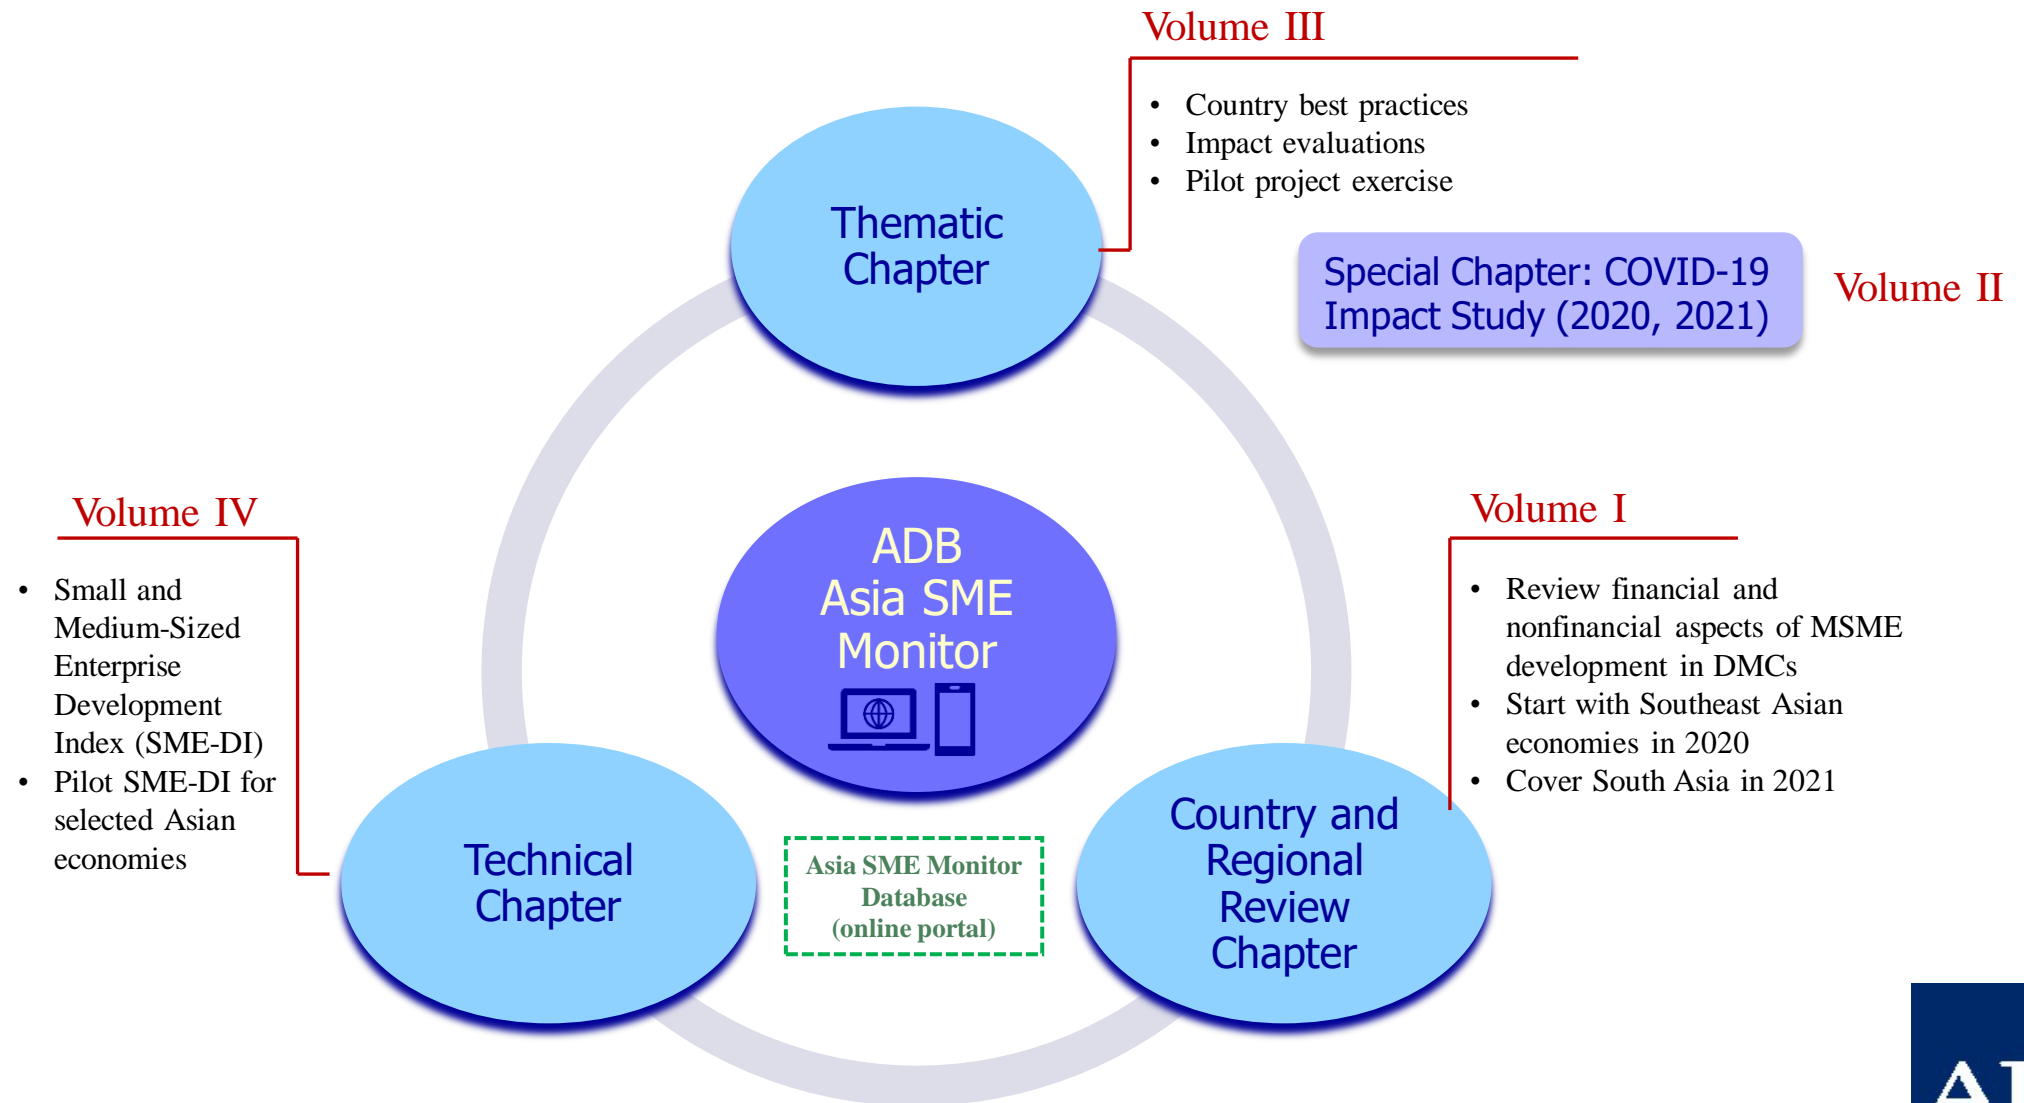 Volume III
• Country best practices
• Impact evaluations
• Pilot project exercise
Thematic
Chapter
Special Chapter: COVID-19
Impact Study (2020, 2021)
Volume II
Volume IV
• Small and
Medium-Sized
Enterprise
Development
Index (SME-DI)
• Pilot SME-DI for
selected Asian
economies
ADB
Asia SME
Monitor
Volume I
• Review financial and
nonfinancial aspects of MSME
development in DMCs
• Start with Southeast Asian
economies in 2020
• Cover South Asia in 2021
Technical
Chapter
Asia SME Monitor
Database
(online portal)
Country and
Regional
Review
Chapter